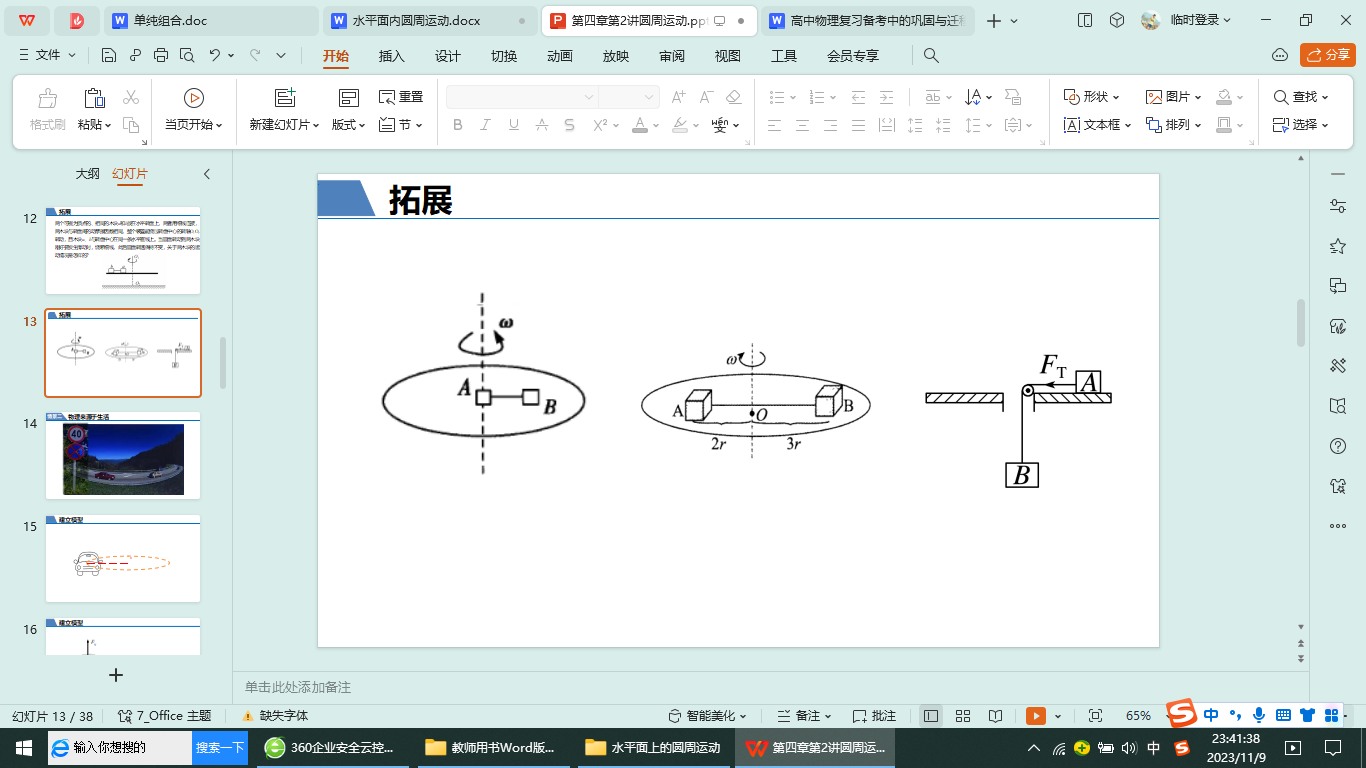 单纯组合.doc
水平面内圆周运动.docx
第四章第2讲圆周运动.ppt
高中物理复习备考中的巩固与迁移
临时登录
文件
开始
插入
设计
切换
动画
放映
审阅
视图
工具
会员专享
分享
格式刷
粘贴
当页开始
新建幻灯片
版式
重置
节
形状
图片
文本框
排列
查找
选择
大纲
幻灯片
12
拓展
13
拓展
14
物理来源于生活
40
15
建立模型
16
建立模型
拓展
ω
A
B
ω
A
B
O
2r
3r
F_T
A
B
单击此处添加备注
幻灯片 13 / 38
7_Office 主题
缺失字体
智能美化
备注
批注
65%
中
输入你想搜的
搜索一下
360企业安全云控...
教师用书Word版...
水平面上的圆周运动
第四章第2讲圆周运...
中
23:41:38
2023/11/9